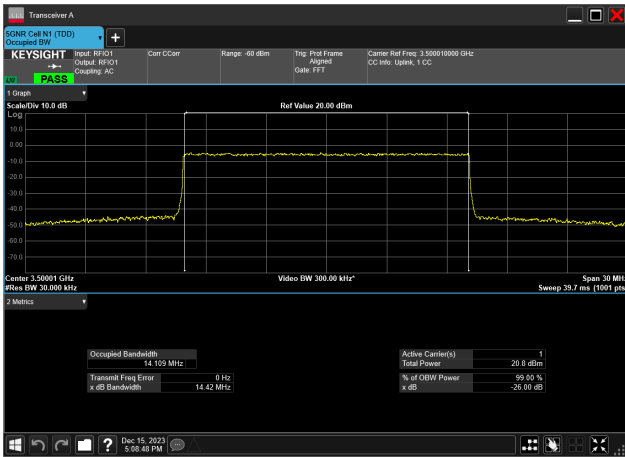 Transceiver A
5GNR Cell N1 (TDD)
Occupied BW
KEYSIGHT
Input: RFIO1
Output: RFIO1
Coupling: AC
Corr CCorr
Range: -60 dBm
Trig: Prot Frame
Aligned
Gate: FFT
Carrier Ref Freq: 3.500010000 GHz
CC Info: Uplink, 1 CC
PASS
1 Graph
Scale/Div 10.0 dB
Ref Value 20.00 dBm
Log
10.0
0.00
-10.0
-20.0
-30.0
-40.0
-50.0
-60.0
-70.0
Center 3.50001 GHz
Video BW 300.00 kHz*
Span 30 MHz
#Res BW 30.000 kHz
Sweep 39.7 ms (1001 pts)
2 Metrics
Occupied Bandwidth
14.109 MHz
Transmit Freq Error 0 Hz
x dB Bandwidth 14.42 MHz
Active Carrier(s) 1
Total Power 20.8 dBm
% of OBW Power 99.00 %
x dB -26.00 dB
Dec 15, 2023
5:08:48 PM